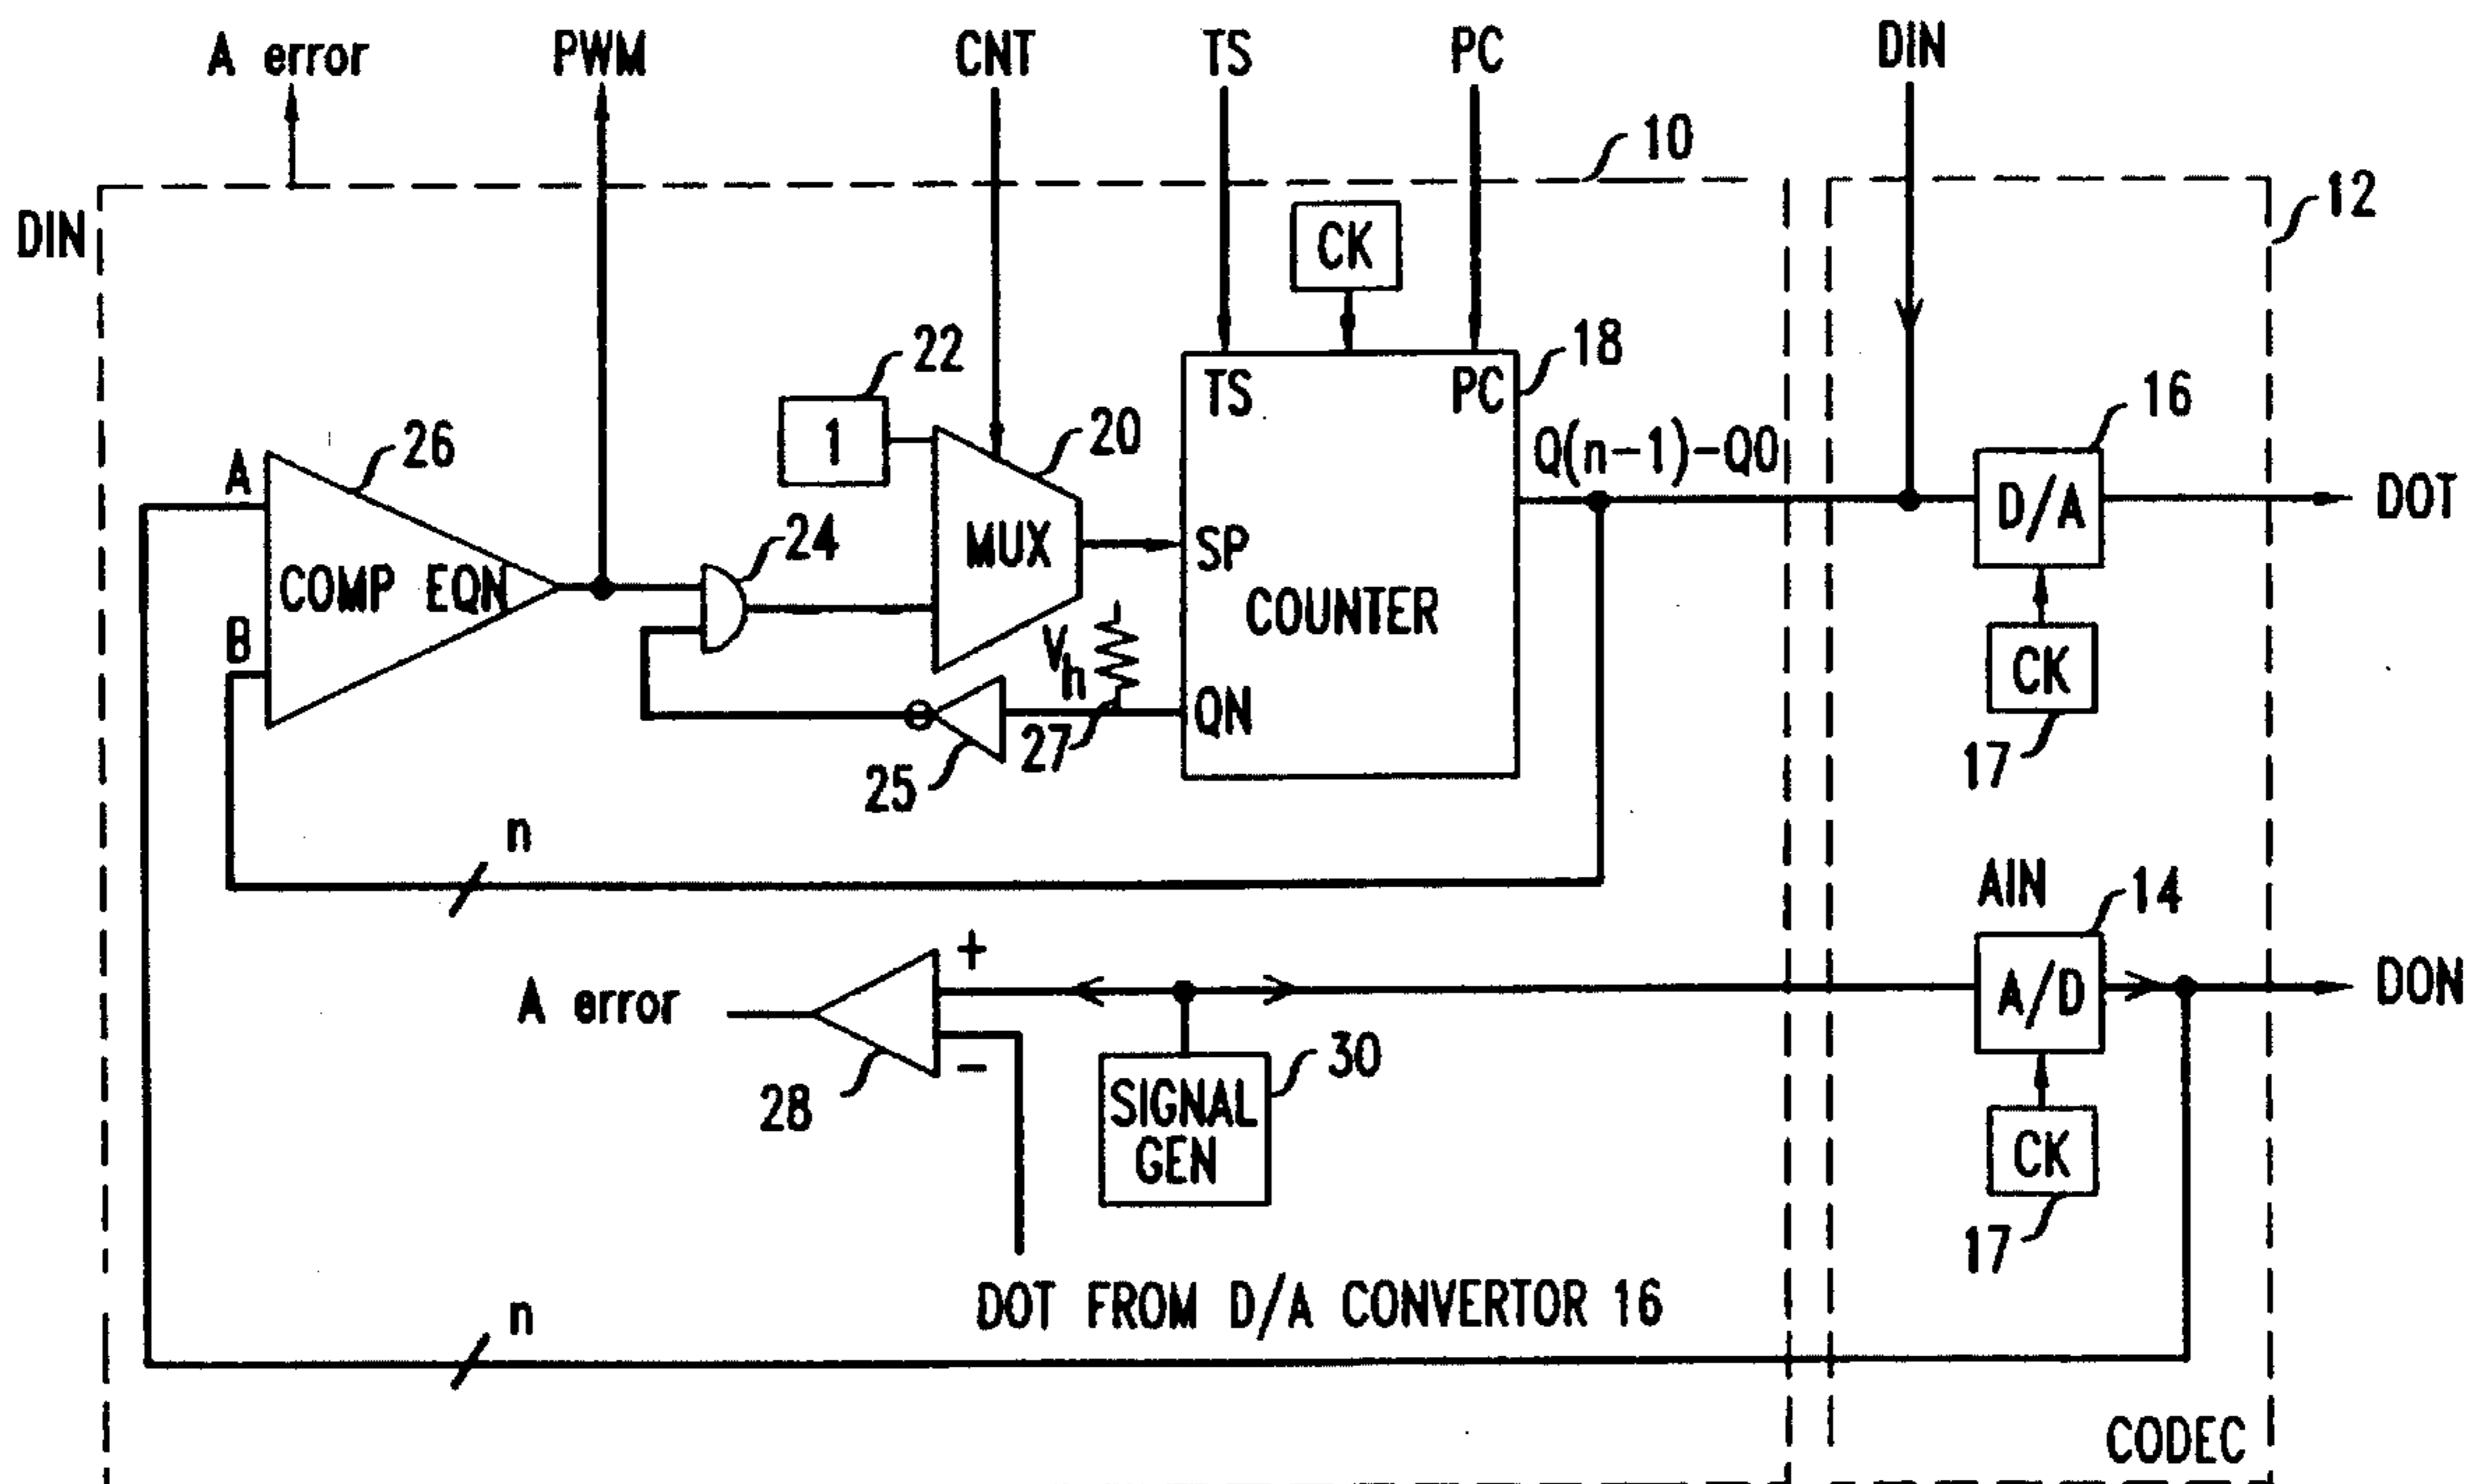 A error
PWM
CNT
TS
PC
DIN
10
12
DIN
CK
22
18
TS
PC
1
20
16
26
A
Q(n-1)-Q0
D/A
DOT
24
MUX
SP
COMP EQN
COUNTER
B
Vh
CK
QN
27
17
25
n
AIN
14
+
A error
A/D
DON
28
-
30
SIGNAL
GEN
CK
17
DOT FROM D/A CONVERTOR 16
n
CODEC